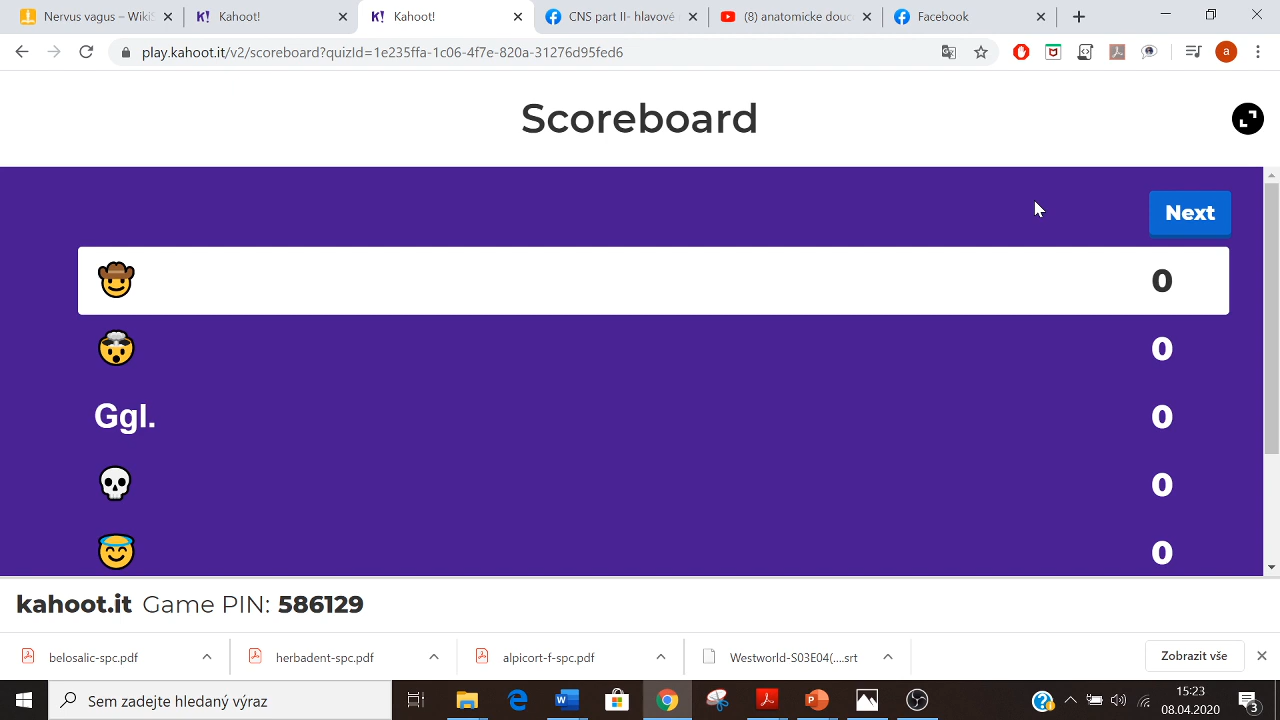 Nervus vagus – WikiS
Kahoot!
Kahoot!
CNS part II- hlavové
(8) anatomicke douc
Facebook
play.kahoot.it/v2/scoreboard?quizId=1e235ffa-1c06-4f7e-820a-31276d95fed6
a
Scoreboard
Next
0
0
Ggl. 0
0
0
kahoot.it Game PIN: 586129
belosalic-spc.pdf
herbadent-spc.pdf
alpicort-f-spc.pdf
Westworld-S03E04(....srt
Zobrazit vše
Sem zadejte hledaný výraz
15:23
08.04.2020
3